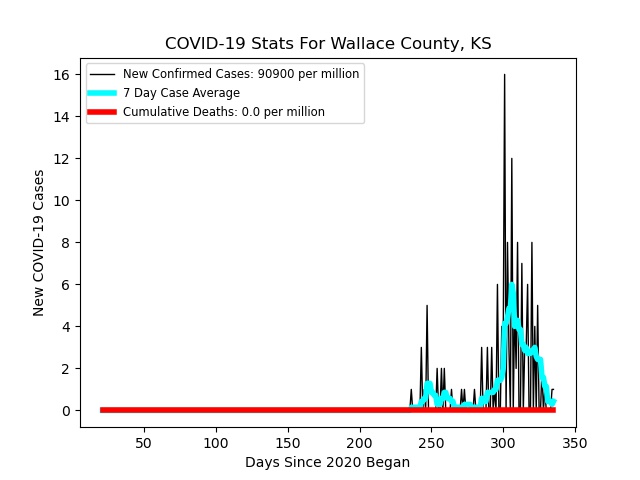 COVID-19 Stats For Wallace County, KS
New Confirmed Cases: 90900 per million
7 Day Case Average
Cumulative Deaths: 0.0 per million
16
14
12
10
8
6
4
2
0
New COVID-19 Cases
50
100
150
200
250
300
350
Days Since 2020 Began